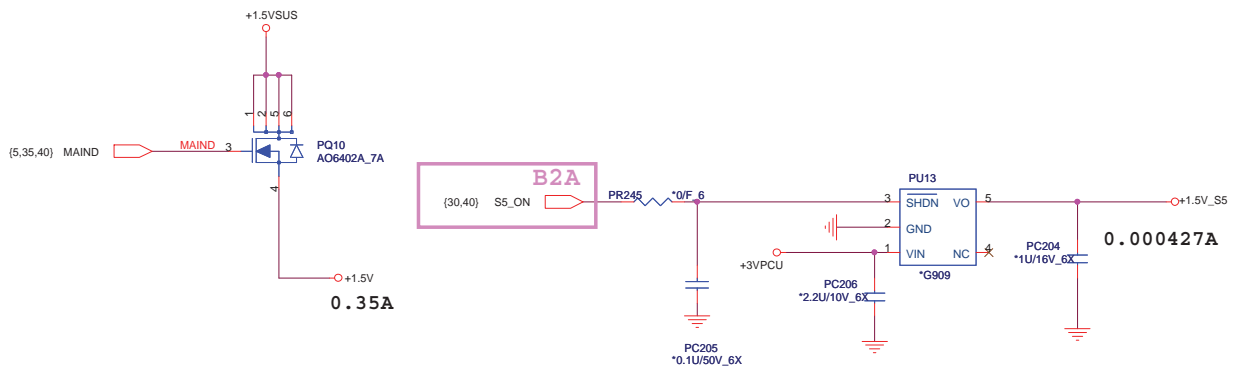 +1.5VSUS
1
2
5
6
{5,35,40} MAIND
MAIND
3
PQ10
AO6402A_7A
4
+1.5V
0.35A
B2A
{30,40} S5_ON
PR245 *0/F_6
PC205
*0.1U/50V_6X
+3VPCU
PC206
*2.2U/10V_6X
PU13
3 SHDN VO 5
2 GND
1 VIN NC 4
*G909
+1.5V_S5
0.000427A
PC204
*1U/16V_6X